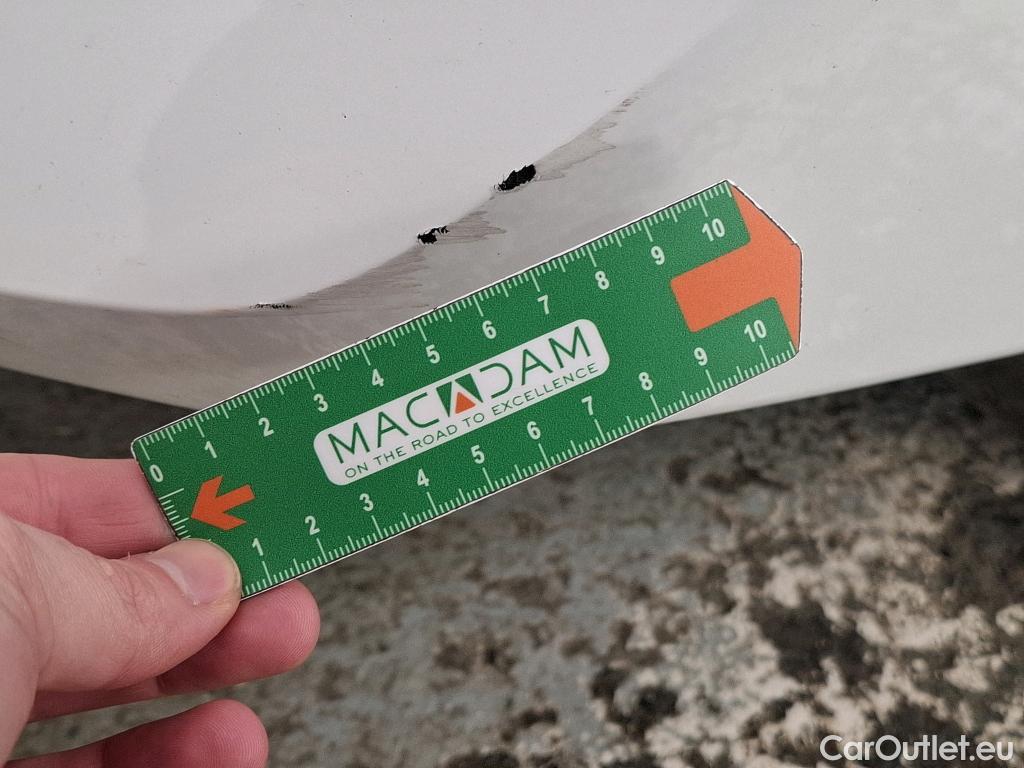 0 1 2 3 4 5 6 7 8 9 10
MACADAM
ON THE ROAD TO EXCELLENCE
1 2 3 4 5 6 7 8 9 10
CarOutlet.eu